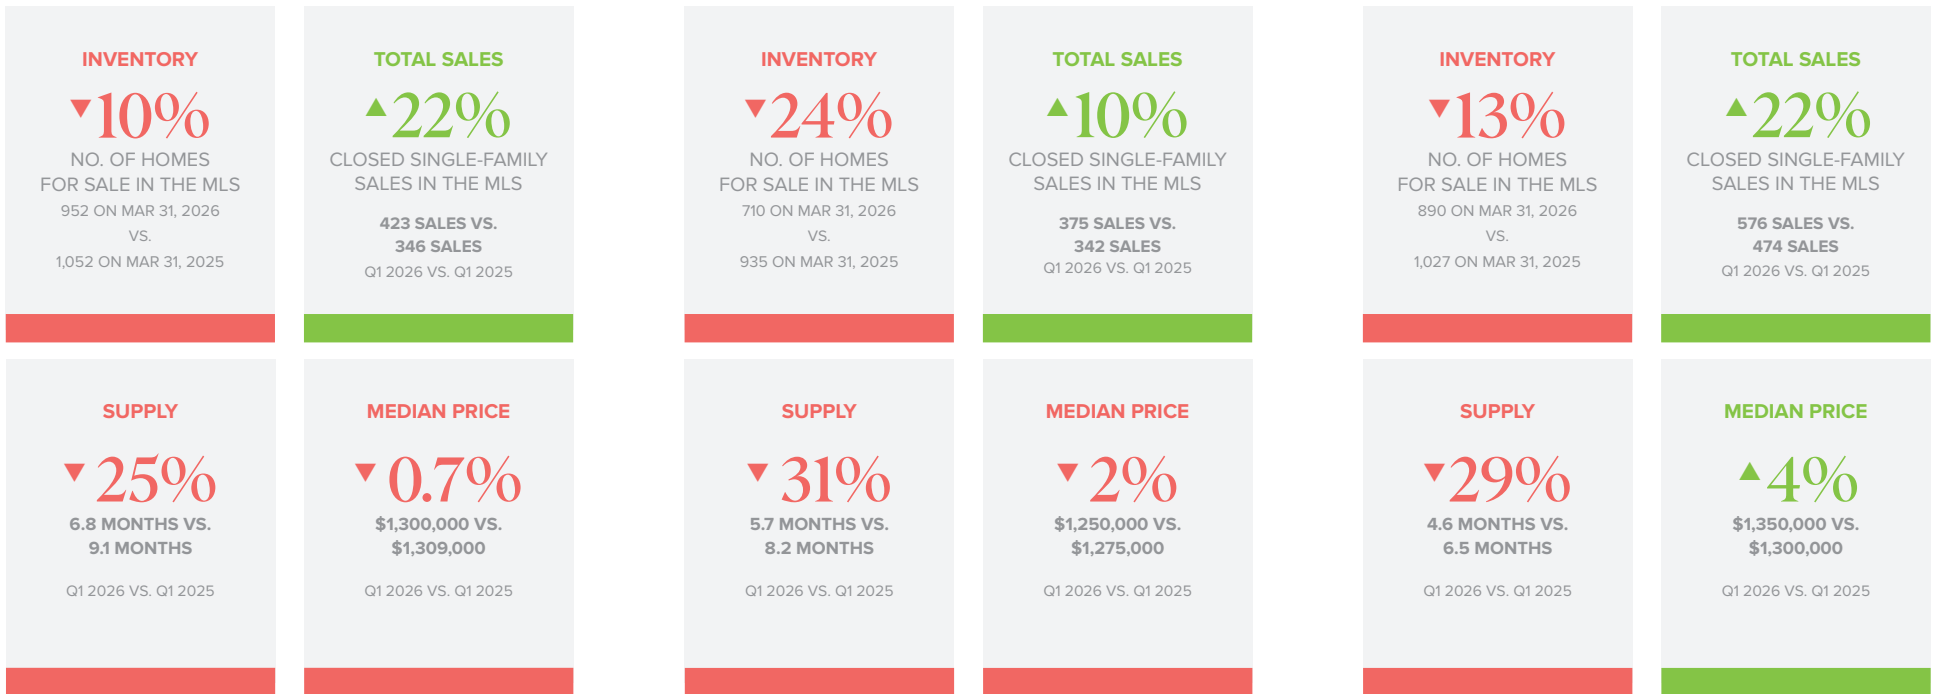 INVENTORY
▼10%
NO. OF HOMES
FOR SALE IN THE MLS
952 ON MAR 31, 2026
VS.
1,052 ON MAR 31, 2025
TOTAL SALES
▲22%
CLOSED SINGLE-FAMILY
SALES IN THE MLS
423 SALES VS.
346 SALES
Q1 2026 VS. Q1 2025
SUPPLY
▼ 25%
6.8 MONTHS VS.
9.1 MONTHS
Q1 2026 VS. Q1 2025
MEDIAN PRICE
▼ 0.7%
$1,300,000 VS.
$1,309,000
Q1 2026 VS. Q1 2025
INVENTORY
▼24%
NO. OF HOMES
FOR SALE IN THE MLS
710 ON MAR 31, 2026
VS.
935 ON MAR 31, 2025
TOTAL SALES
▲10%
CLOSED SINGLE-FAMILY
SALES IN THE MLS
375 SALES VS.
342 SALES
Q1 2026 VS. Q1 2025
SUPPLY
▼ 31%
5.7 MONTHS VS.
8.2 MONTHS
Q1 2026 VS. Q1 2025
MEDIAN PRICE
▼ 2%
$1,250,000 VS.
$1,275,000
Q1 2026 VS. Q1 2025
INVENTORY
▼13%
NO. OF HOMES
FOR SALE IN THE MLS
890 ON MAR 31, 2026
VS.
1,027 ON MAR 31, 2025
TOTAL SALES
▲22%
CLOSED SINGLE-FAMILY
SALES IN THE MLS
576 SALES VS.
474 SALES
Q1 2026 VS. Q1 2025
SUPPLY
▼29%
4.6 MONTHS VS.
6.5 MONTHS
Q1 2026 VS. Q1 2025
MEDIAN PRICE
▲4%
$1,350,000 VS.
$1,300,000
Q1 2026 VS. Q1 2025